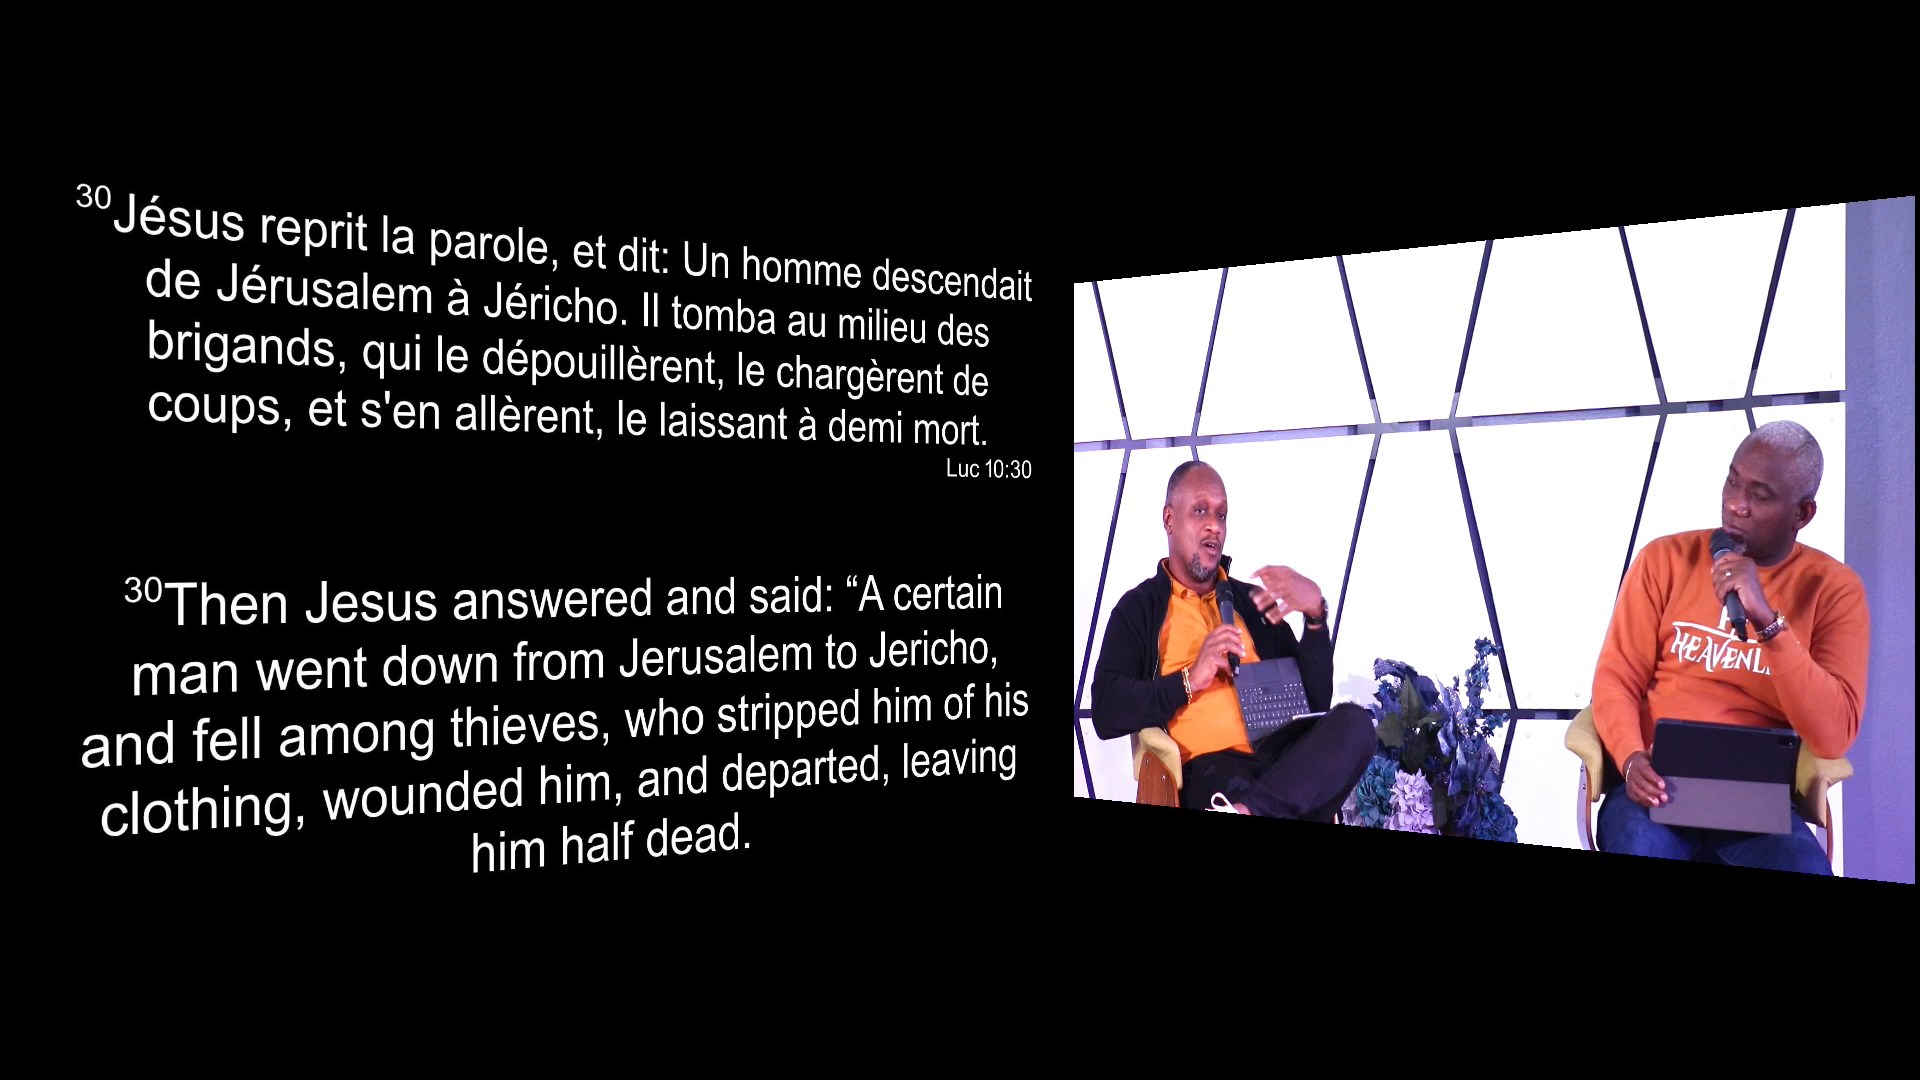 30Jésus reprit la parole, et dit: Un homme descendait
de Jérusalem à Jéricho. Il tomba au milieu des
brigands, qui le dépouillèrent, le chargèrent de
coups, et s'en allèrent, le laissant à demi mort.
Luc 10:30
30Then Jesus answered and said: “A certain
man went down from Jerusalem to Jericho,
and fell among thieves, who stripped him of his
clothing, wounded him, and departed, leaving
him half dead.
HEAVENL